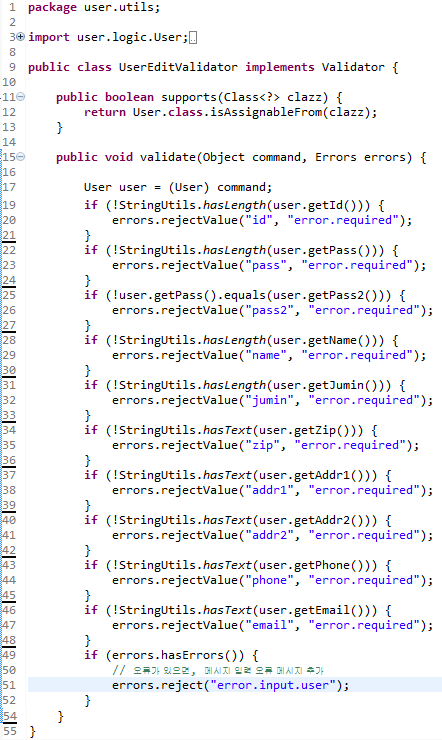 1 package user.utils;
2
3 import user.logic.User;
8
9 public class UserEditValidator implements Validator {
10
11 public boolean supports(Class<?> clazz) {
12 return User.class.isAssignableFrom(clazz);
13 }
14
15 public void validate(Object command, Errors errors) {
16
17 User user = (User) command;
19 if (!StringUtils.hasLength(user.getId())) {
20 errors.rejectValue("id", "error.required");
21 }
22 if (!StringUtils.hasLength(user.getPass())) {
23 errors.rejectValue("pass", "error.required");
24 }
25 if (!user.getPass().equals(user.getPass2())) {
26 errors.rejectValue("pass2", "error.required");
27 }
28 if (!StringUtils.hasLength(user.getName())) {
29 errors.rejectValue("name", "error.required");
30 }
31 if (!StringUtils.hasLength(user.getJumin())) {
32 errors.rejectValue("jumin", "error.required");
33 }
34 if (!StringUtils.hasText(user.getZip())) {
35 errors.rejectValue("zip", "error.required");
36 }
37 if (!StringUtils.hasText(user.getAddr1())) {
38 errors.rejectValue("addr1", "error.required");
39 }
40 if (!StringUtils.hasText(user.getAddr2())) {
41 errors.rejectValue("addr2", "error.required");
42 }
43 if (!StringUtils.hasText(user.getPhone())) {
44 errors.rejectValue("phone", "error.required");
45 }
46 if (!StringUtils.hasText(user.getEmail())) {
47 errors.rejectValue("email", "error.required");
48 }
49 if (errors.hasErrors()) {
50 // 오류가 있으면, 메시지 입력 오류 메시지 추가
51 errors.reject("error.input.user");
52 }
54 }
55 }